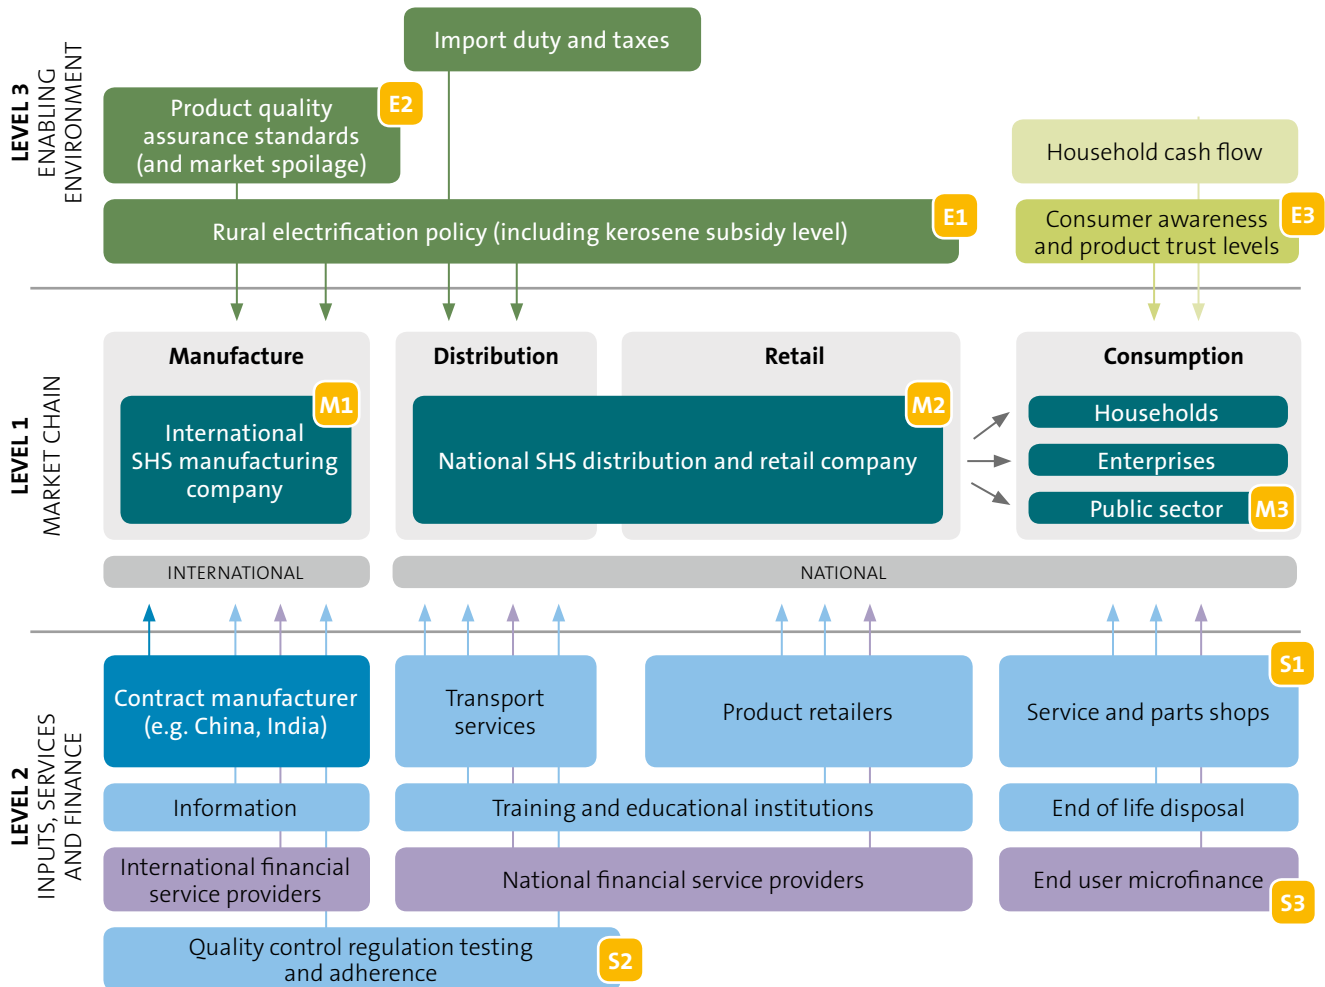 LEVEL 3
ENABLING
ENVIRONMENT
Import duty and taxes
Product quality
assurance standards
(and market spoilage)
E2
Household cash flow
Rural electrification policy (including kerosene subsidy level)
E1
Consumer awareness
and product trust levels
E3
LEVEL 1
MARKET CHAIN
Manufacture
Distribution
Retail
Consumption
International
SHS manufacturing
company
M1
National SHS distribution and retail company
M2
Households
Enterprises
Public sector
M3
INTERNATIONAL
NATIONAL
LEVEL 2
INPUTS, SERVICES
AND FINANCE
Contract manufacturer
(e.g. China, India)
Transport
services
Product retailers
Service and parts shops
S1
Information
Training and educational institutions
End of life disposal
International financial
service providers
National financial service providers
End user microfinance
S3
Quality control regulation testing
and adherence
S2